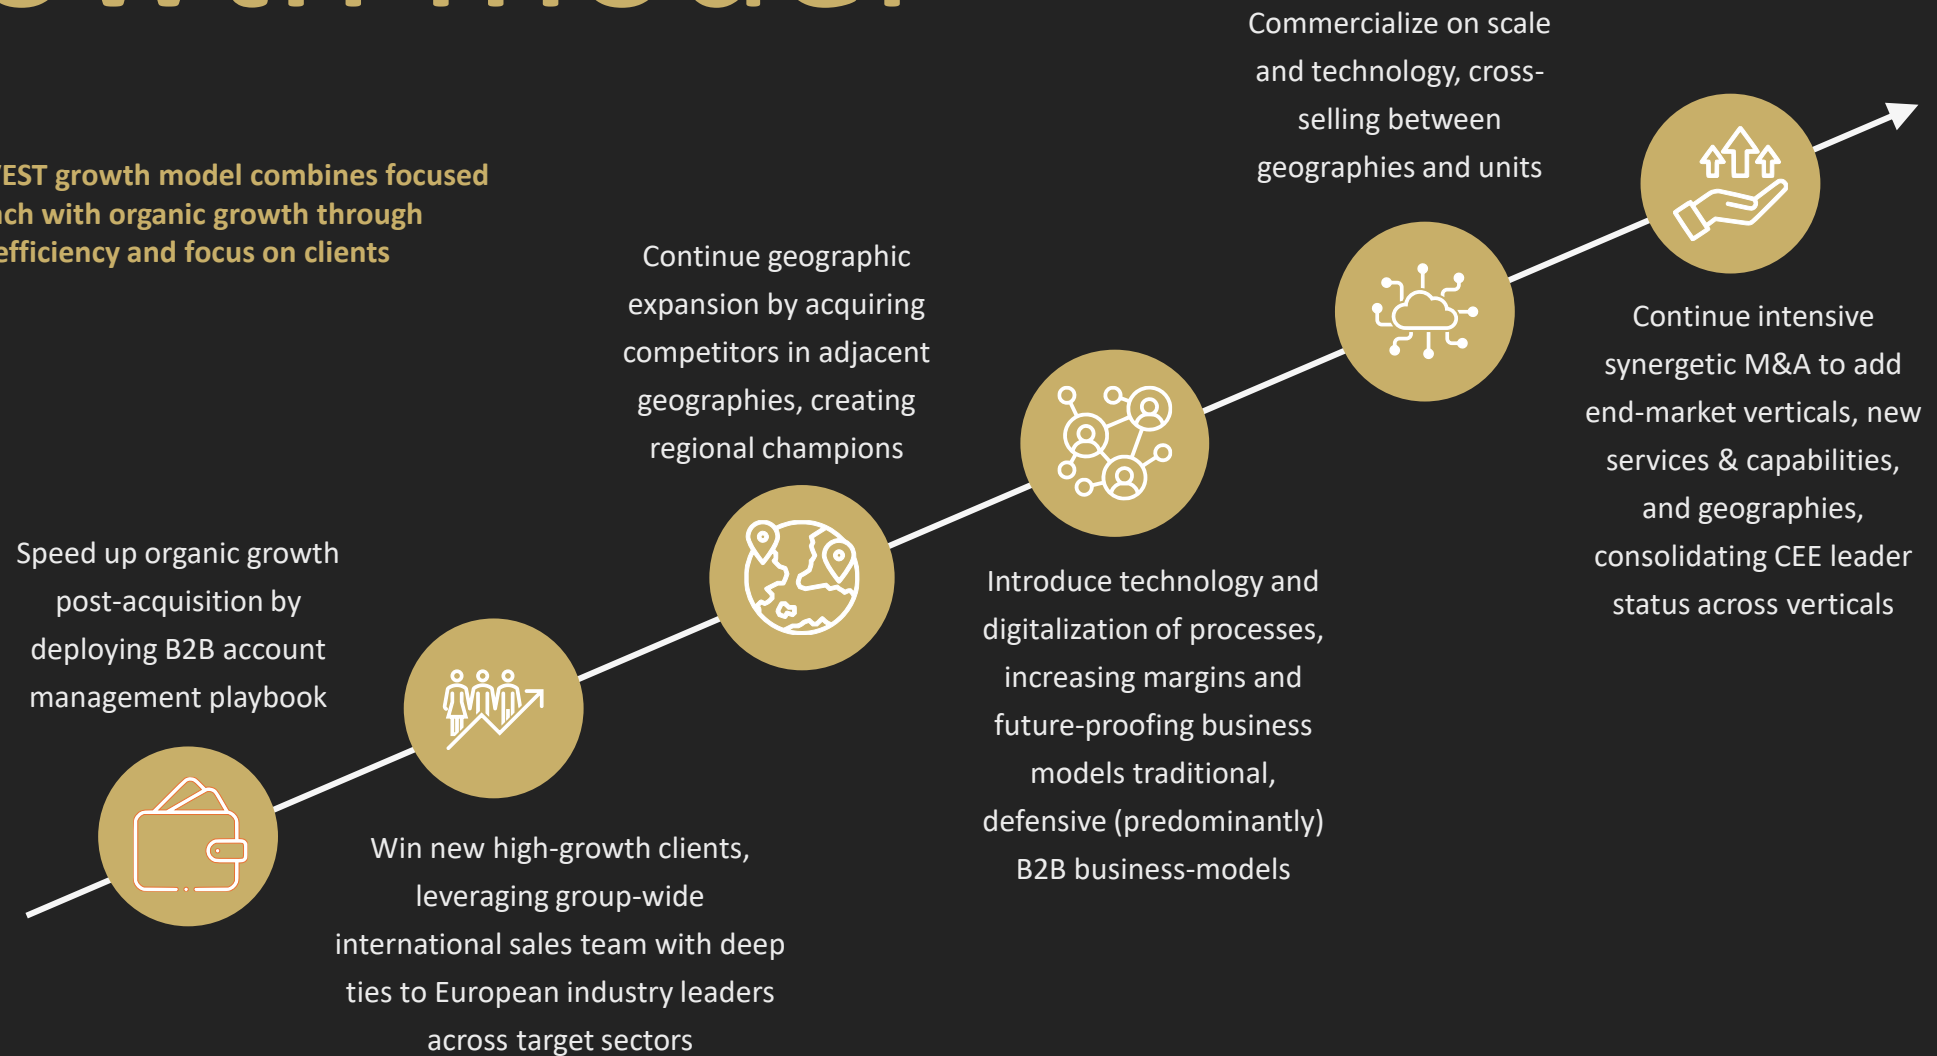 VEST growth model combines focused
with organic growth through
efficiency and focus on clients
Speed up organic growth
post-acquisition by
deploying B2B account
management playbook
Win new high-growth clients,
leveraging group-wide
international sales team with deep
ties to European industry leaders
across target sectors
Continue geographic
expansion by acquiring
competitors in adjacent
geographies, creating
regional champions
Introduce technology and
digitalization of processes,
increasing margins and
future-proofing business
models traditional,
defensive (predominantly)
B2B business-models
Commercialize on scale
and technology, cross-
selling between
geographies and units
Continue intensive
synergetic M&A to add
end-market verticals, new
services & capabilities,
and geographies,
consolidating CEE leader
status across verticals